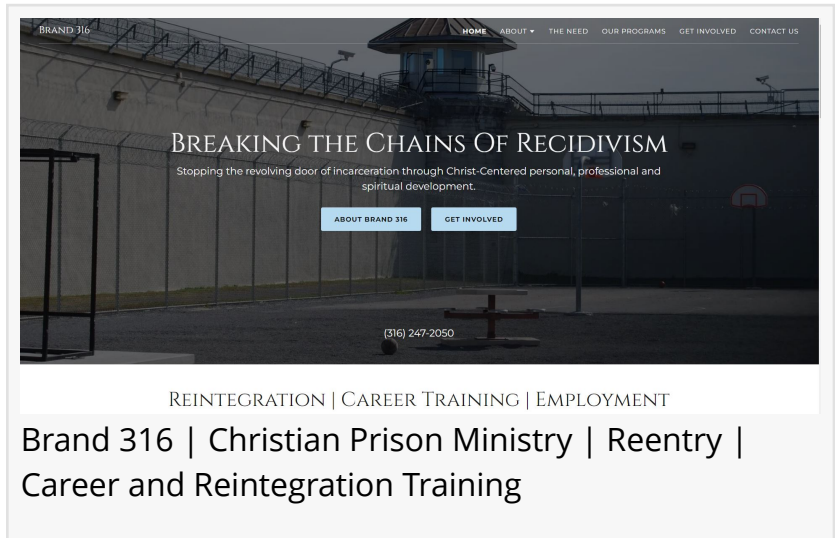 BRAND 316
HOME ABOUT ▾ THE NEED OUR PROGRAMS GET INVOLVED CONTACT US
BREAKING THE CHAINS OF RECIDIVISM
Stopping the revolving door of incarceration through Christ-Centered personal, professional and
spiritual development.
ABOUT BRAND 316 GET INVOLVED
(316) 247-2050
REINTEGRATION | CAREER TRAINING | EMPLOYMENT
Brand 316 | Christian Prison Ministry | Reentry |
Career and Reintegration Training